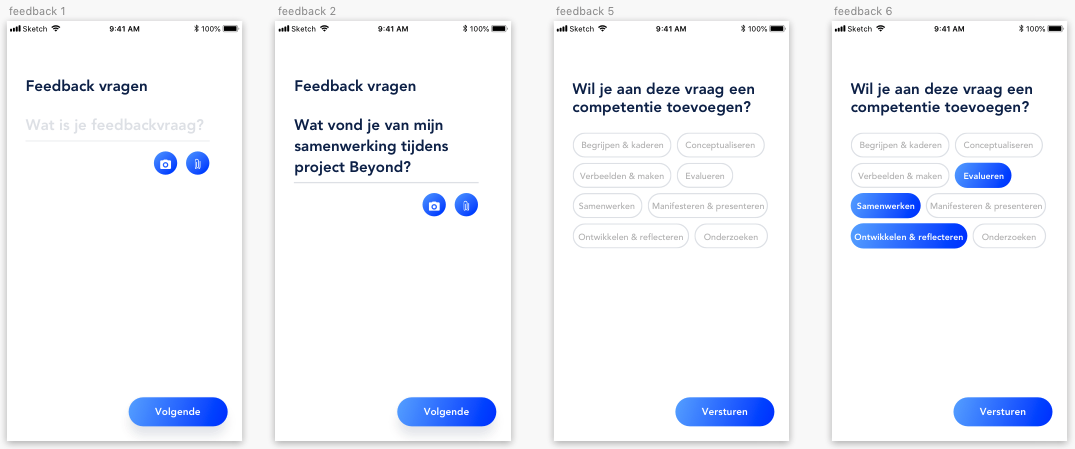 feedback 1
Sketch 9:41 AM 100%
Feedback vragen
Wat is je feedbackvraag?
Volgende
feedback 2
Sketch 9:41 AM 100%
Feedback vragen
Wat vond je van mijn
samenwerking tijdens
project Beyond?
Volgende
feedback 5
Sketch 9:41 AM 100%
Wil je aan deze vraag een
competentie toevoegen?
Begrijpen & kaderen Conceptualiseren
Verbeelden & maken Evalueren
Samenwerken Manifesteren & presenteren
Ontwikkelen & reflecteren Onderzoeken
Versturen
feedback 6
Sketch 9:41 AM 100%
Wil je aan deze vraag een
competentie toevoegen?
Begrijpen & kaderen Conceptualiseren
Verbeelden & maken Evalueren
Samenwerken Manifesteren & presenteren
Ontwikkelen & reflecteren Onderzoeken
Versturen